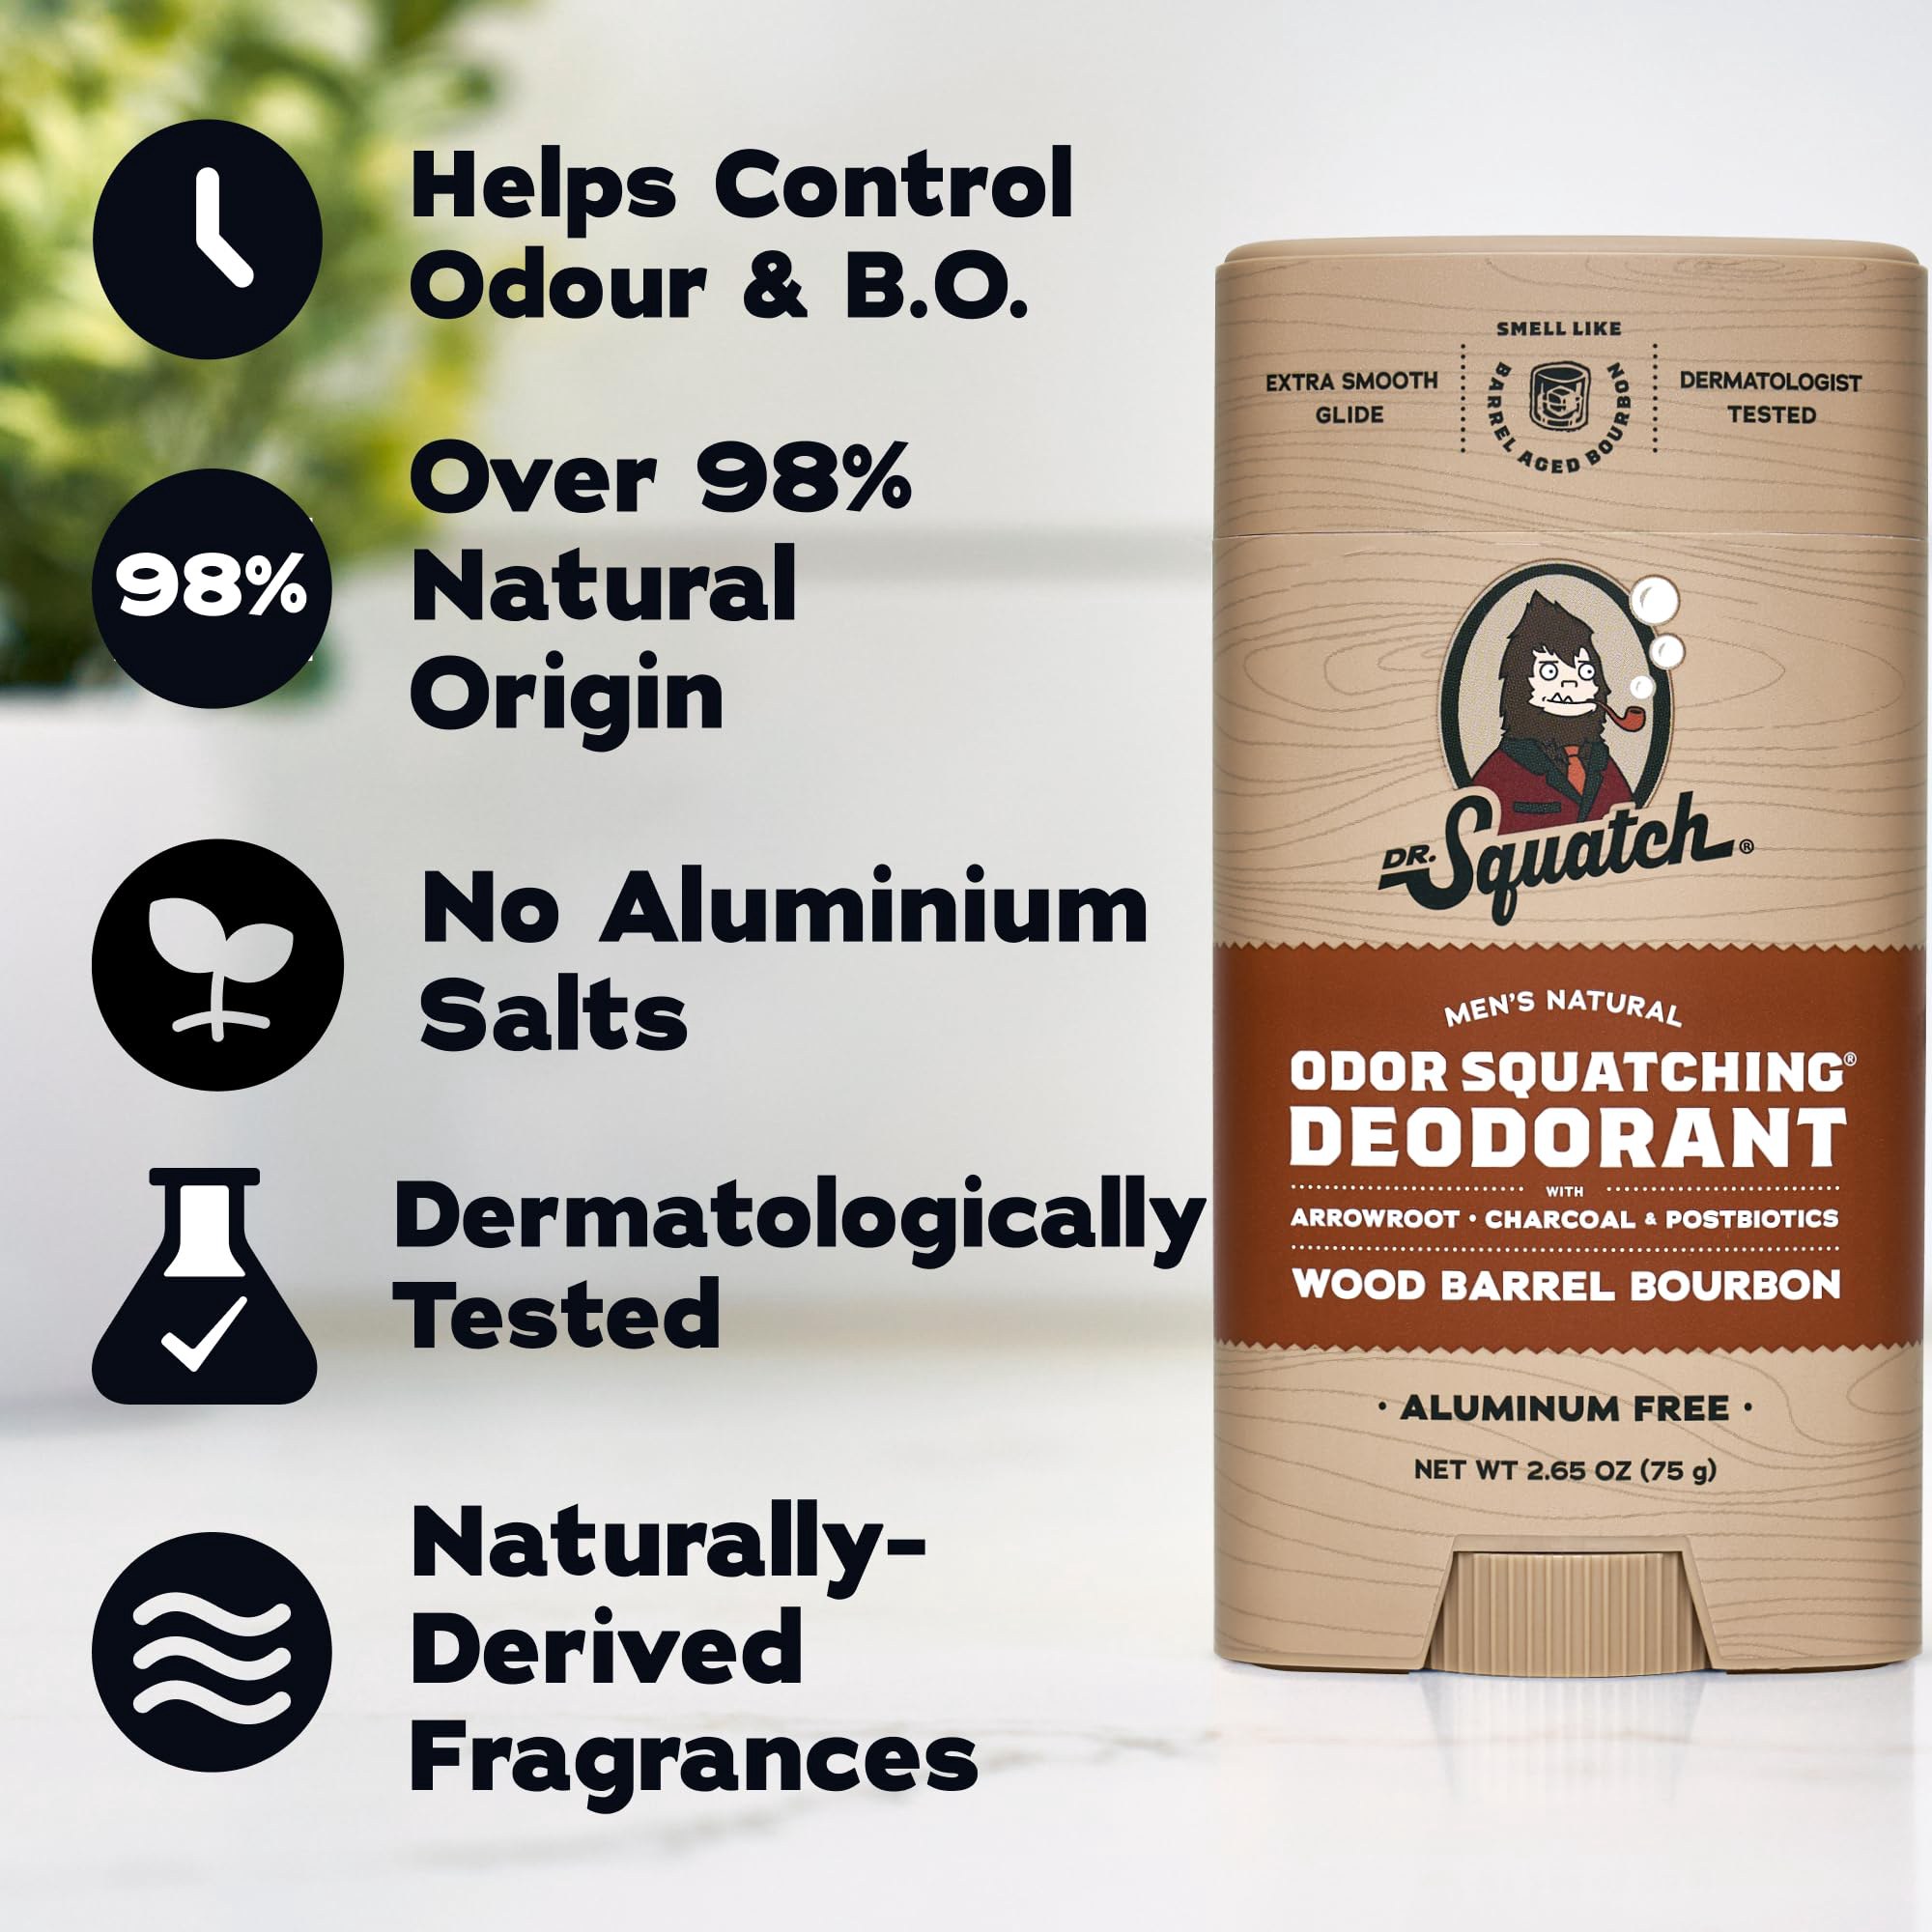 Helps Control
Odour & B.O.
98%
Over 98%
Natural
Origin
No Aluminium
Salts
Dermatologically
Tested
Naturally-
Derived
Fragrances
SMELL LIKE
BARREL AGED BOURBON
EXTRA SMOOTH
GLIDE
DERMATOLOGIST
TESTED
DR. Squatch®
MEN'S NATURAL
ODOR SQUATCHING®
DEODORANT
WITH
ARROWROOT • CHARCOAL & POSTBIOTICS
WOOD BARREL BOURBON
• ALUMINUM FREE •
NET WT 2.65 OZ (75 g)